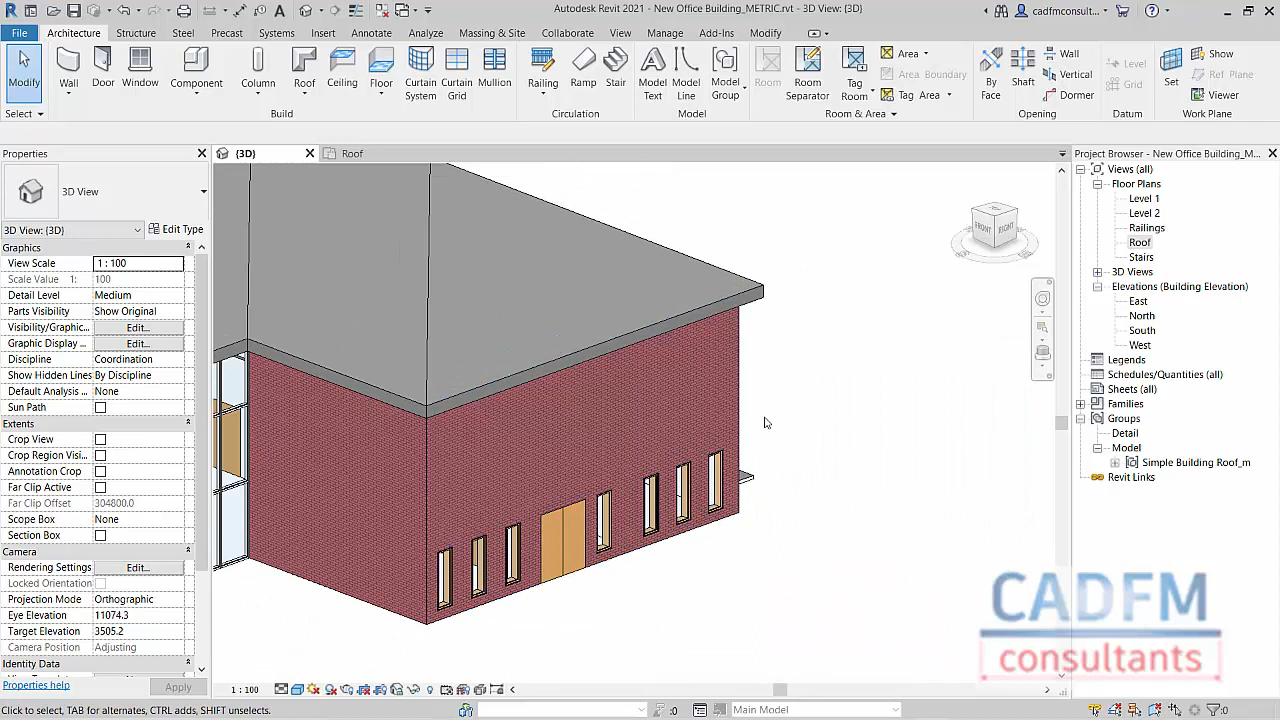 Autodesk Revit 2021 - New Office Building_METRIC.rvt - 3D View: {3D}
cadfmconsult...
File Architecture Structure Steel Precast Systems Insert Annotate Analyze Massing & Site Collaborate View Manage Add-Ins Modify
Modify Wall Door Window Component Column Roof Ceiling Floor Curtain System Curtain Grid Mullion Railing Ramp Stair Model Text Model Line Model Group Room Room Separator Tag Room Area Area Boundary Tag Area By Face Shaft Wall Vertical Dormer Level Grid Set Show Ref Plane Viewer
Select Build Circulation Model Room & Area Opening Datum Work Plane
Properties
{3D} Roof
Project Browser - New Office Building_M...
3D View
3D View: {3D} Edit Type
Graphics
View Scale 1 : 100
Scale Value 1: 100
Detail Level Medium
Parts Visibility Show Original
Visibility/Graphic... Edit...
Graphic Display ... Edit...
Discipline Coordination
Show Hidden Lines By Discipline
Default Analysis ... None
Sun Path
Extents
Crop View
Crop Region Visi...
Annotation Crop
Far Clip Active
Far Clip Offset 304800.0
Scope Box None
Section Box
Camera
Rendering Settings Edit...
Locked Orientation
Projection Mode Orthographic
Eye Elevation 11074.3
Target Elevation 3505.2
Camera Position Adjusting
Identity Data
Properties help Apply
FRONT RIGHT
Views (all)
Floor Plans
Level 1
Level 2
Railings
Roof
Stairs
3D Views
Elevations (Building Elevation)
East
North
South
West
Legends
Schedules/Quantities (all)
Sheets (all)
Families
Groups
Detail
Model
Simple Building Roof_m
Revit Links
CADFM
consultants
1 : 100
Click to select, TAB for alternates, CTRL adds, SHIFT unselects.
:0
Main Model
:0